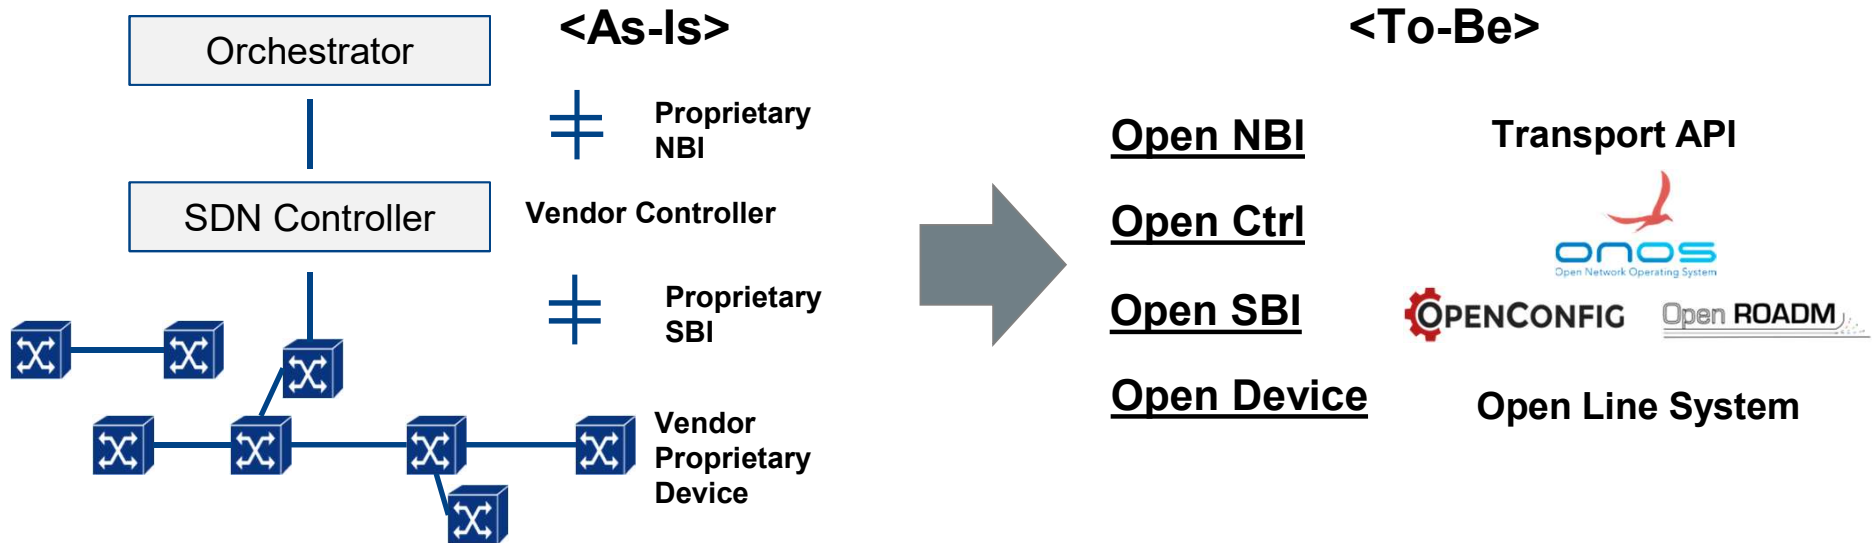 Orchestrator
<As-Is>
<To-Be>
Proprietary
NBI
SDN Controller
Vendor Controller
Proprietary
SBI
Vendor
Proprietary
Device
Open NBI
Transport API
Open Ctrl
onos
Open Network Operating System
Open SBI
OPENCONFIG
Open ROADM
Open Device
Open Line System